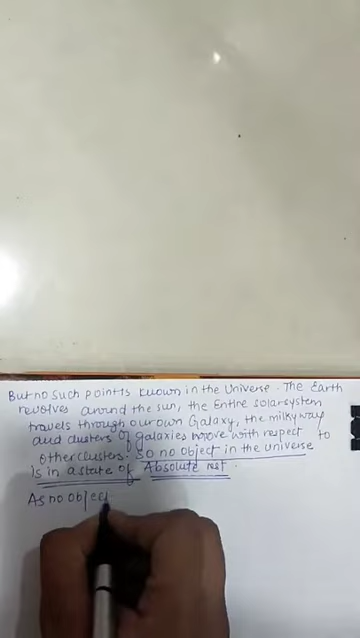 But no such point is known in the Universe. The Earth
revolves around the sun, the Entire solar system
travels through our own Galaxy, the milky way
and clusters of galaxies move with respect to
other clusters. So no object in the universe
is in a state of Absolute rest.
As no object